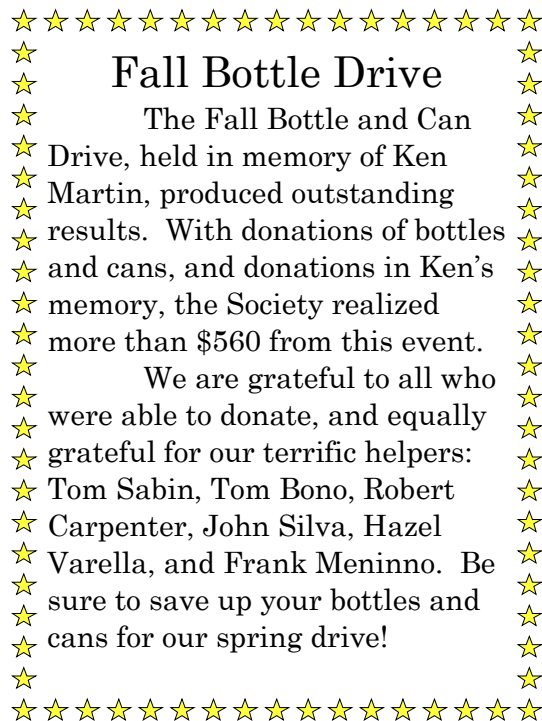 Fall Bottle Drive
The Fall Bottle and Can
Drive, held in memory of Ken
Martin, produced outstanding
results.  With donations of bottles
and cans, and donations in Ken’s
memory, the Society realized
more than $560 from this event.
We are grateful to all who
were able to donate, and equally
grateful for our terrific helpers:
Tom Sabin, Tom Bono, Robert
Carpenter, John Silva, Hazel
Varella, and Frank Meninno.  Be
sure to save up your bottles and
cans for our spring drive!